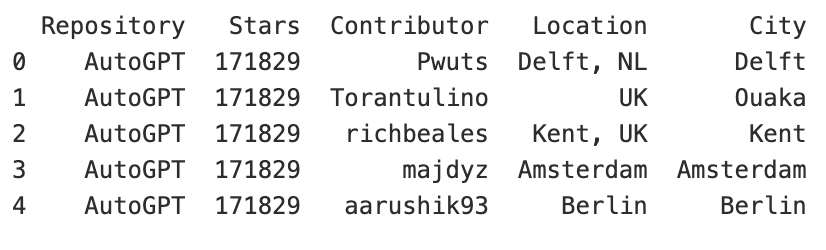 Repository Stars Contributor Location City
0 AutoGPT 171829 Pwuts Delft, NL Delft
1 AutoGPT 171829 Torantulino UK Ouaka
2 AutoGPT 171829 richbeales Kent, UK Kent
3 AutoGPT 171829 majdyz Amsterdam Amsterdam
4 AutoGPT 171829 aarushik93 Berlin Berlin